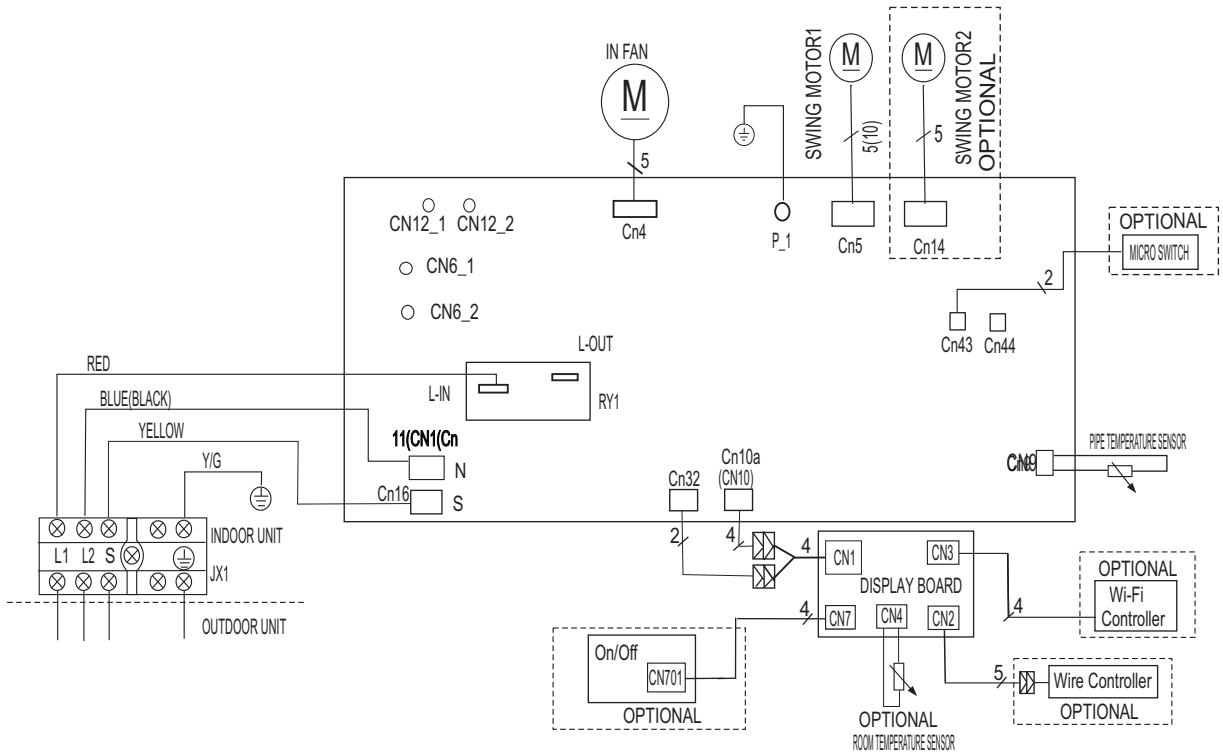 IN FAN
M
5
SWING MOTOR1
M
5(10)
M
5
SWING MOTOR2
OPTIONAL
CN12_1
CN12_2
CN6_1
CN6_2
Cn4
P_1
Cn5
Cn14
OPTIONAL
MICRO SWITCH
2
Cn43
Cn44
RED
L-OUT
L-IN
RY1
BLUE(BLACK)
YELLOW
11(CN1(Cn
N
Y/G
Cn16
S
Cn32
Cn10a
(CN10)
PIPE TEMPERATURE SENSOR
INDOOR UNIT
L1
L2
S
JX1
OUTDOOR UNIT
2
4
4
CN1
CN3
DISPLAY BOARD
CN7
CN4
CN2
4
4
OPTIONAL
Wi-Fi
Controller
On/Off
CN701
OPTIONAL
OPTIONAL
ROOM TEMPERATURE SENSOR
5
Wire Controller
OPTIONAL